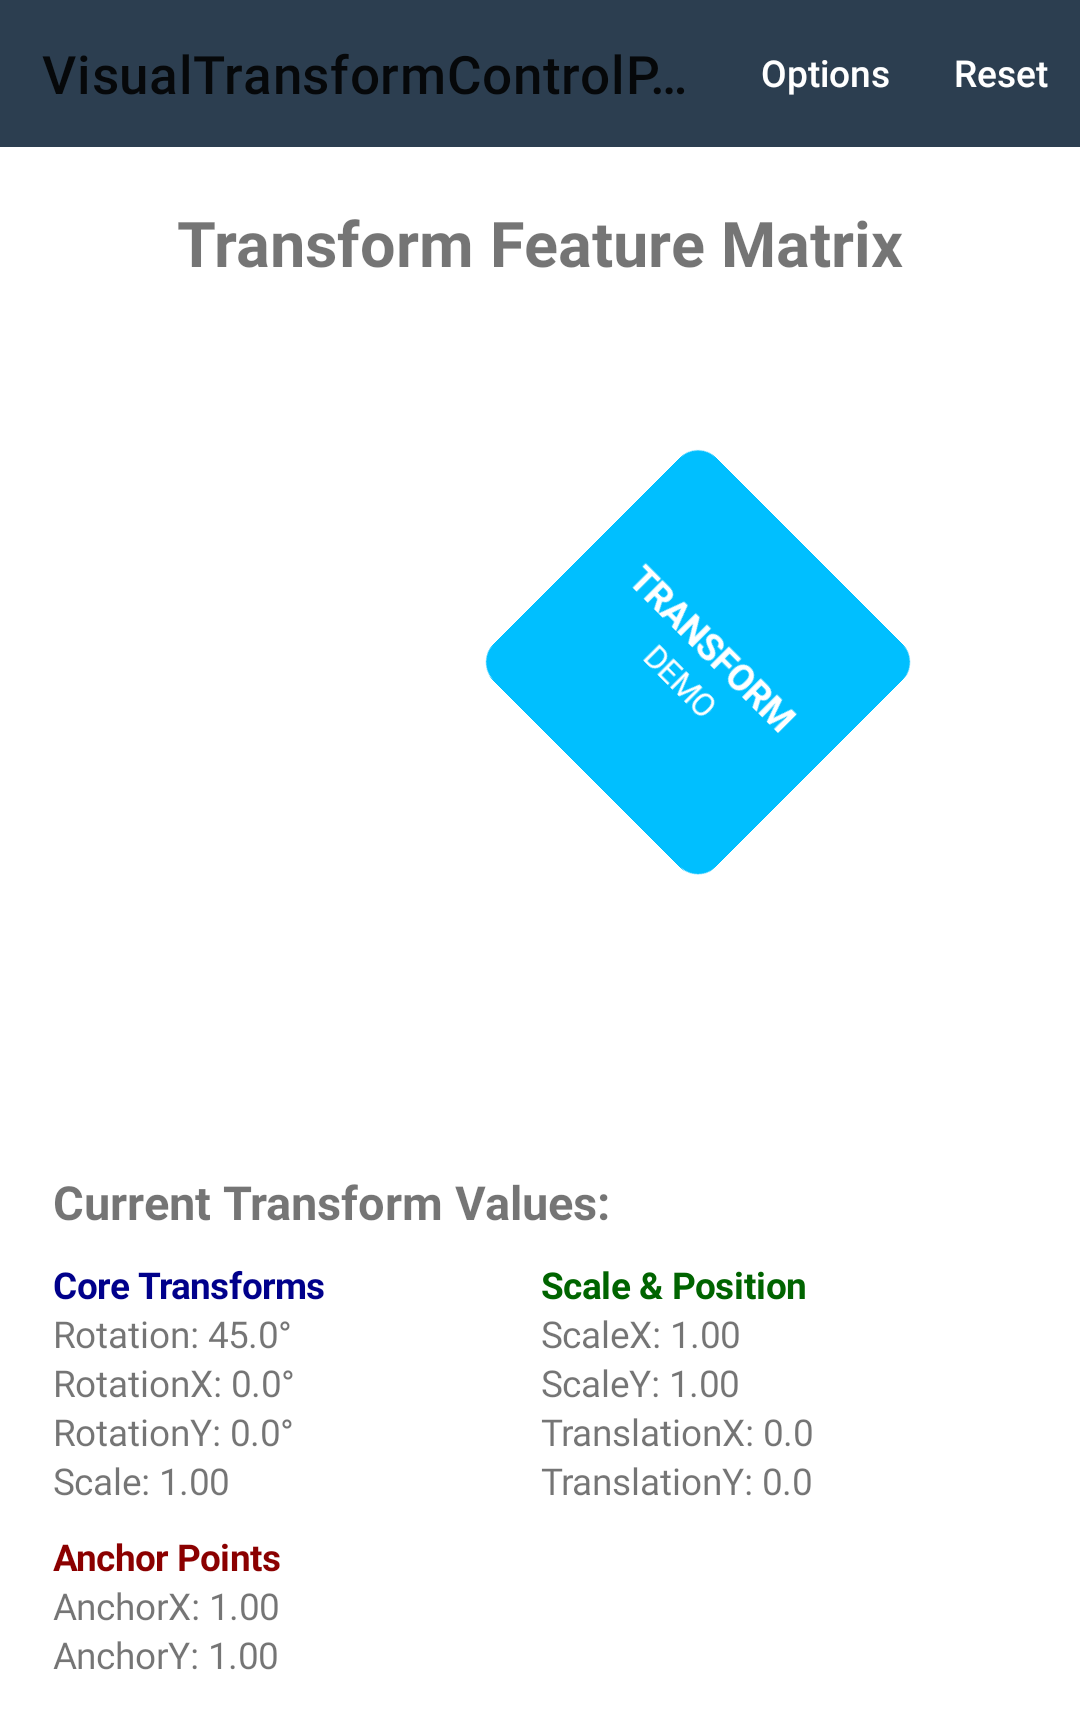 VisualTransformControlP... Options Reset
Transform Feature Matrix
TRANSFORM
DEMO
Current Transform Values:
Core Transforms
Rotation: 45.0°
RotationX: 0.0°
RotationY: 0.0°
Scale: 1.00
Scale & Position
ScaleX: 1.00
ScaleY: 1.00
TranslationX: 0.0
TranslationY: 0.0
Anchor Points
AnchorX: 1.00
AnchorY: 1.00